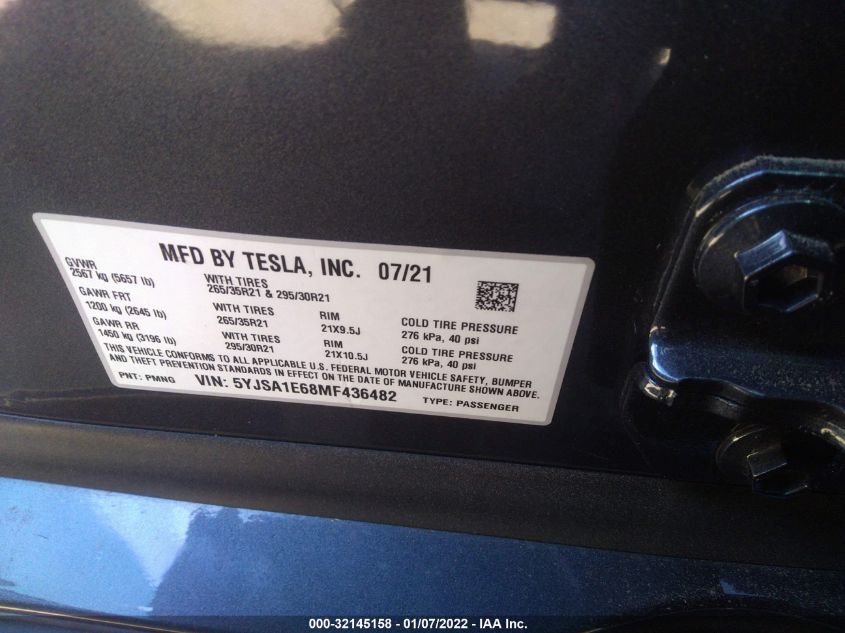 MFD BY TESLA, INC. 07/21
GVWR
2567 kg (5657 lb) WITH TIRES
265/35R21 & 295/30R21
GAWR FRT
1200 kg (2645 lb) WITH TIRES RIM COLD TIRE PRESSURE
265/35R21 21X9.5J 276 kPa, 40 psi
GAWR RR
1450 kg (3196 lb) WITH TIRES RIM COLD TIRE PRESSURE
295/30R21 21X10.5J 276 kPa, 40 psi
THIS VEHICLE CONFORMS TO ALL APPLICABLE U.S. FEDERAL MOTOR VEHICLE SAFETY, BUMPER
AND THEFT PREVENTION STANDARDS IN EFFECT ON THE DATE OF MANUFACTURE SHOWN ABOVE.
PNT: PMNG VIN: 5YJSA1E68MF436482 TYPE: PASSENGER
000-32145158 - 01/07/2022 - IAA Inc.